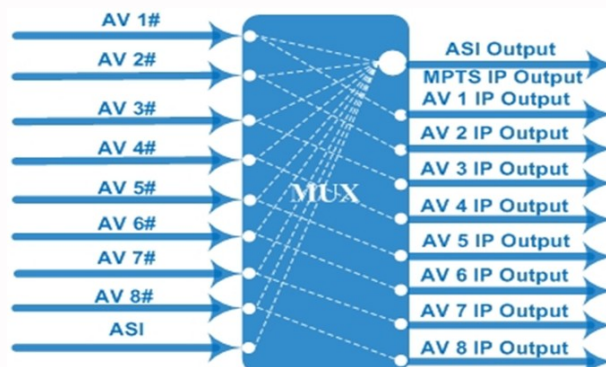 AV 1#
AV 2#
AV 3#
AV 4#
AV 5#
AV 6#
AV 7#
AV 8#
ASI
MUX
ASI Output
MPTS IP Output
AV 1 IP Output
AV 2 IP Output
AV 3 IP Output
AV 4 IP Output
AV 5 IP Output
AV 6 IP Output
AV 7 IP Output
AV 8 IP Output